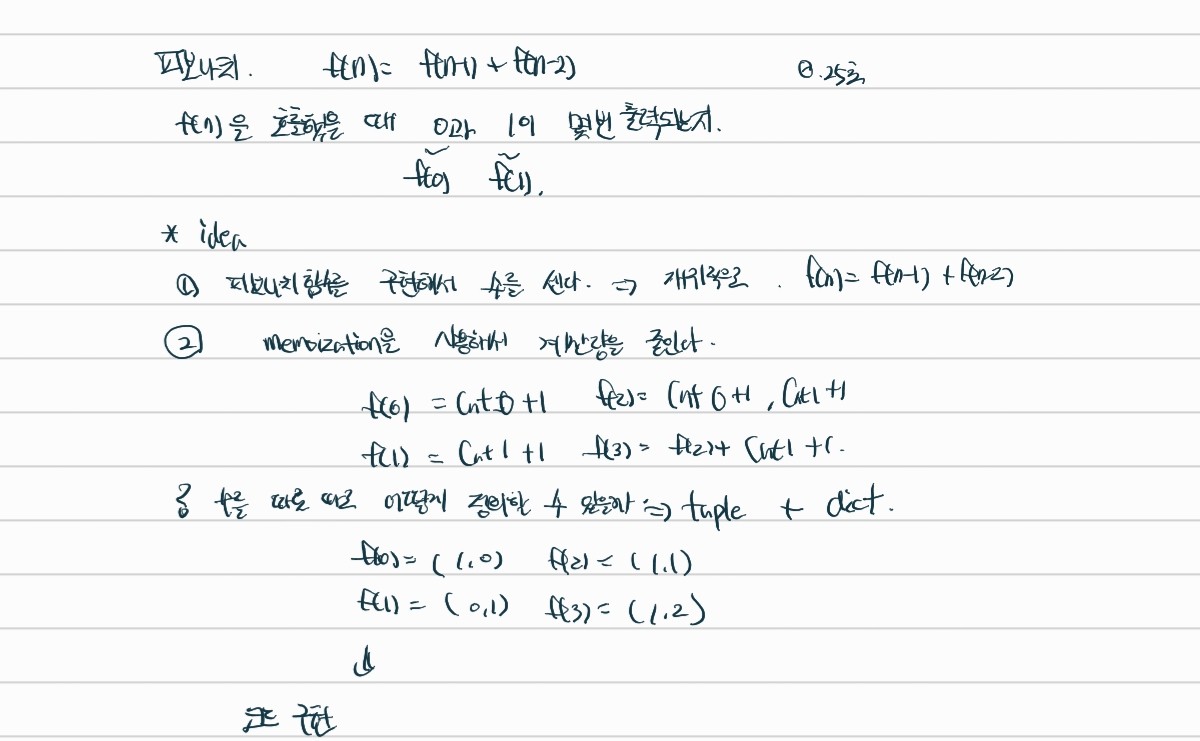 피보나치. f(n) = f(n-1) + f(n-2) 0.25초
f(n)을 호출했을 때 0과 1이 몇번 출력되는지.
f(0) f(1).
* idea
① 피보나치 함수를 구현해서 수를 센다. ⇒ 재귀적으로. f(n) = f(n-1) + f(n-2)
② memoization을 사용해서 계산량을 줄인다.
f(0) = Cnt0 + 1 f(2) = Cnt0+1, Cnt1+1
f(1) = Cnt1 + 1 f(3) = f(2) + Cnt1 + 1.
두 수를 따로 따로 어떻게 정의할 수 있을까 ⇒ tuple + dict.
f(0) = (1.0) f(2) = (1.1)
f(1) = (0,1) f(3) = (1.2)
↓
코드 구현